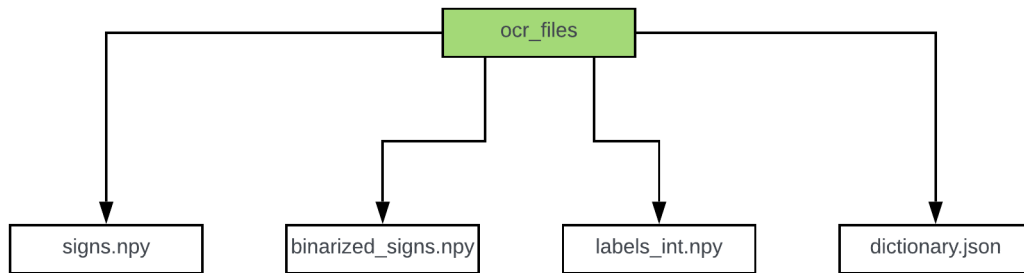 ocr_files
signs.npy
binarized_signs.npy
labels_int.npy
dictionary.json